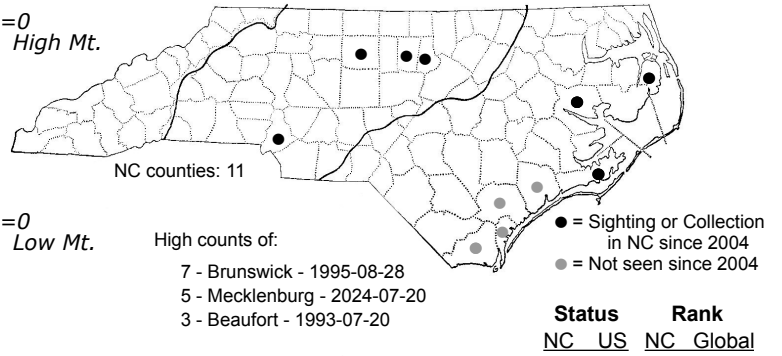 =0
High Mt.
NC counties: 11
=0
Low Mt.
High counts of:
7 - Brunswick - 1995-08-28
5 - Mecklenburg - 2024-07-20
3 - Beaufort - 1993-07-20
= Sighting or Collection
in NC since 2004
= Not seen since 2004
Status Rank
NC US NC Global